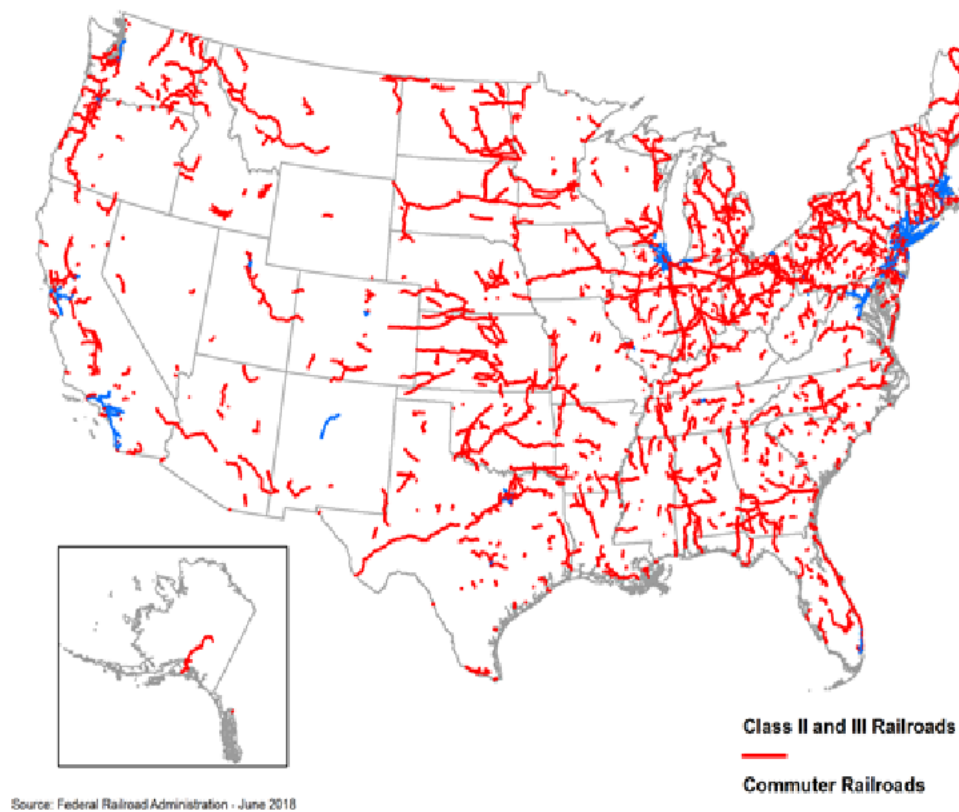 Class II and III Railroads
Commuter Railroads
Source: Federal Railroad Administration - June 2018